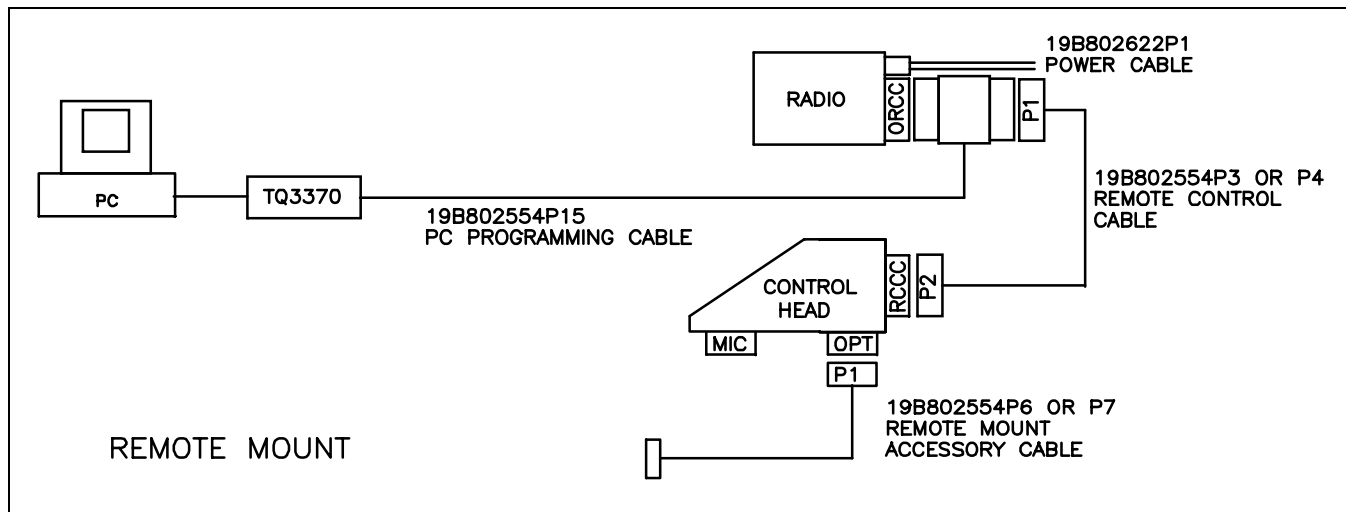 19B802622P1
POWER CABLE
RADIO
ORCC
P1
PC
TQ3370
19B802554P15
PC PROGRAMMING CABLE
19B802554P3 OR P4
REMOTE CONTROL
CABLE
CONTROL
HEAD
RCCC
P2
MIC
OPT
P1
19B802554P6 OR P7
REMOTE MOUNT
ACCESSORY CABLE
REMOTE MOUNT